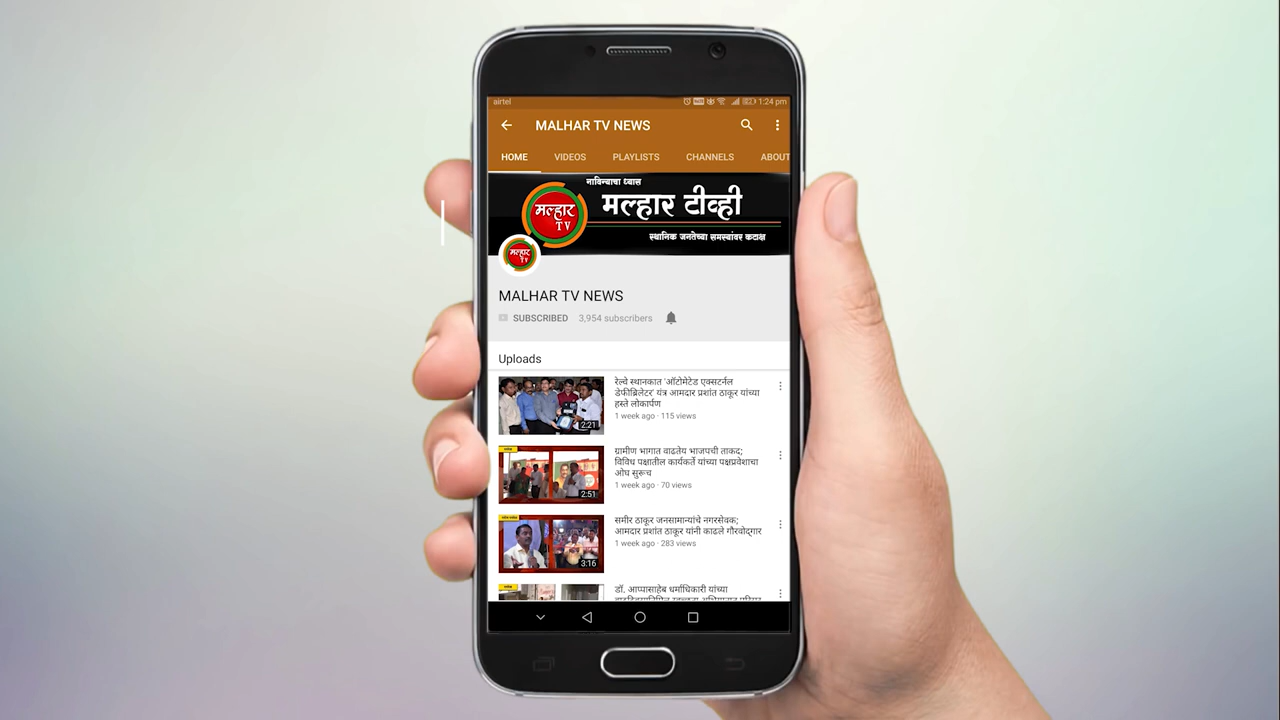 airtel 1:24 pm
MALHAR TV NEWS
HOME VIDEOS PLAYLISTS CHANNELS ABOUT
नाविन्याचा ध्यास
मल्हार टीव्ही
मल्हार
TV
स्थानिक जनतेच्या समस्यांवर कटाक्ष
मल्हार
TV
MALHAR TV NEWS
SUBSCRIBED 3,954 subscribers
Uploads
रेल्वे स्थानकात 'ऑटोमेटेड एक्सटर्नल
डेफीब्रिलेटर' यंत्र आमदार प्रशांत ठाकूर यांच्या
हस्ते लोकार्पण
1 week ago · 115 views
2:21
ग्रामीण भागात वाढतेय भाजपची ताकद;
विविध पक्षातील कार्यकर्ते यांच्या पक्षप्रवेशाचा
ओघ सुरूच
1 week ago · 70 views
2:51
समीर ठाकूर जनसामान्यांचे नगरसेवक;
आमदार प्रशांत ठाकूर यांनी काढले गौरवोद्गार
1 week ago · 283 views
3:16
डॉ. आप्पासाहेब धर्माधिकारी यांच्या